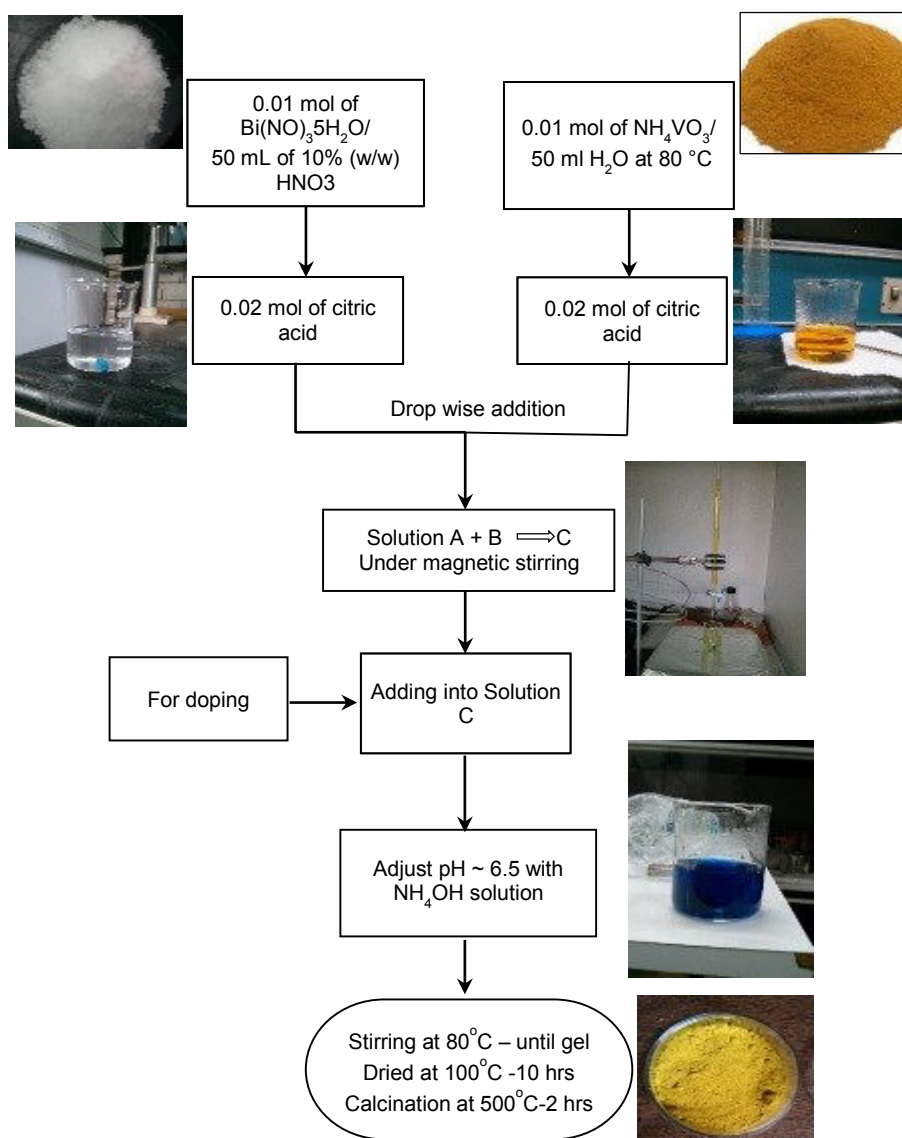 0.01 mol of
Bi(NO)₃5H₂O/
50 mL of 10% (w/w)
HNO3
0.01 mol of NH₄VO₃/
50 ml H₂O at 80 °C
0.02 mol of citric
acid
0.02 mol of citric
acid
Drop wise addition
Solution A + B ⟹C
Under magnetic stirring
For doping
Adding into Solution
C
Adjust pH ~ 6.5 with
NH₄OH solution
Stirring at 80°C – until gel
Dried at 100°C -10 hrs
Calcination at 500°C-2 hrs